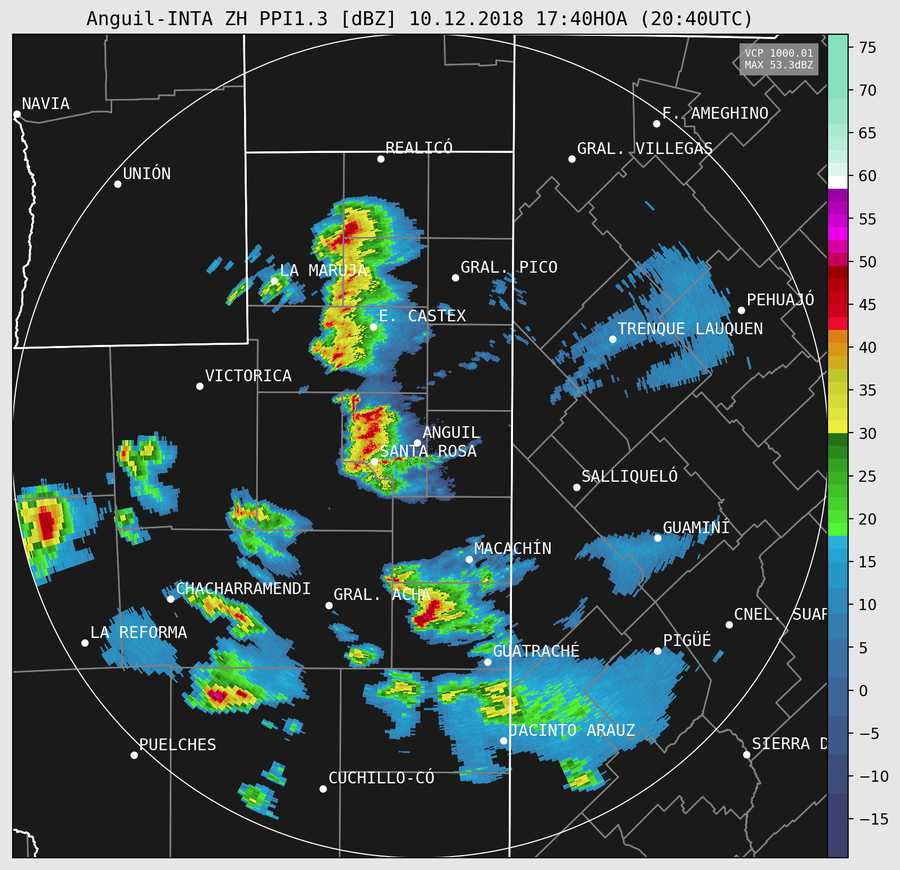 Anguil-INTA ZH PPI1.3 [dBZ] 10.12.2018 17:40HOA (20:40UTC)
VCP 1000.01
MAX 53.3dBZ
NAVIA
F. AMEGHINO
REALICÓ
GRAL. VILLEGAS
UNIÓN
LA MARUJA
GRAL. PICO
PEHUAJÓ
E. CASTEX
TRENQUE LAUQUEN
VICTORICA
ANGUIL
SANTA ROSA
SALLIQUELÓ
GUAMINÍ
MACACHÍN
CHACHARRAMENDI
GRAL. ACHA
CNEL. SUAR
LA REFORMA
PIGÜÉ
GUATRACHÉ
JACINTO ARAUZ
PUELCHES
SIERRA D
CUCHILLO-CÓ
75
70
65
60
55
50
45
40
35
30
25
20
15
10
5
0
−5
−10
−15